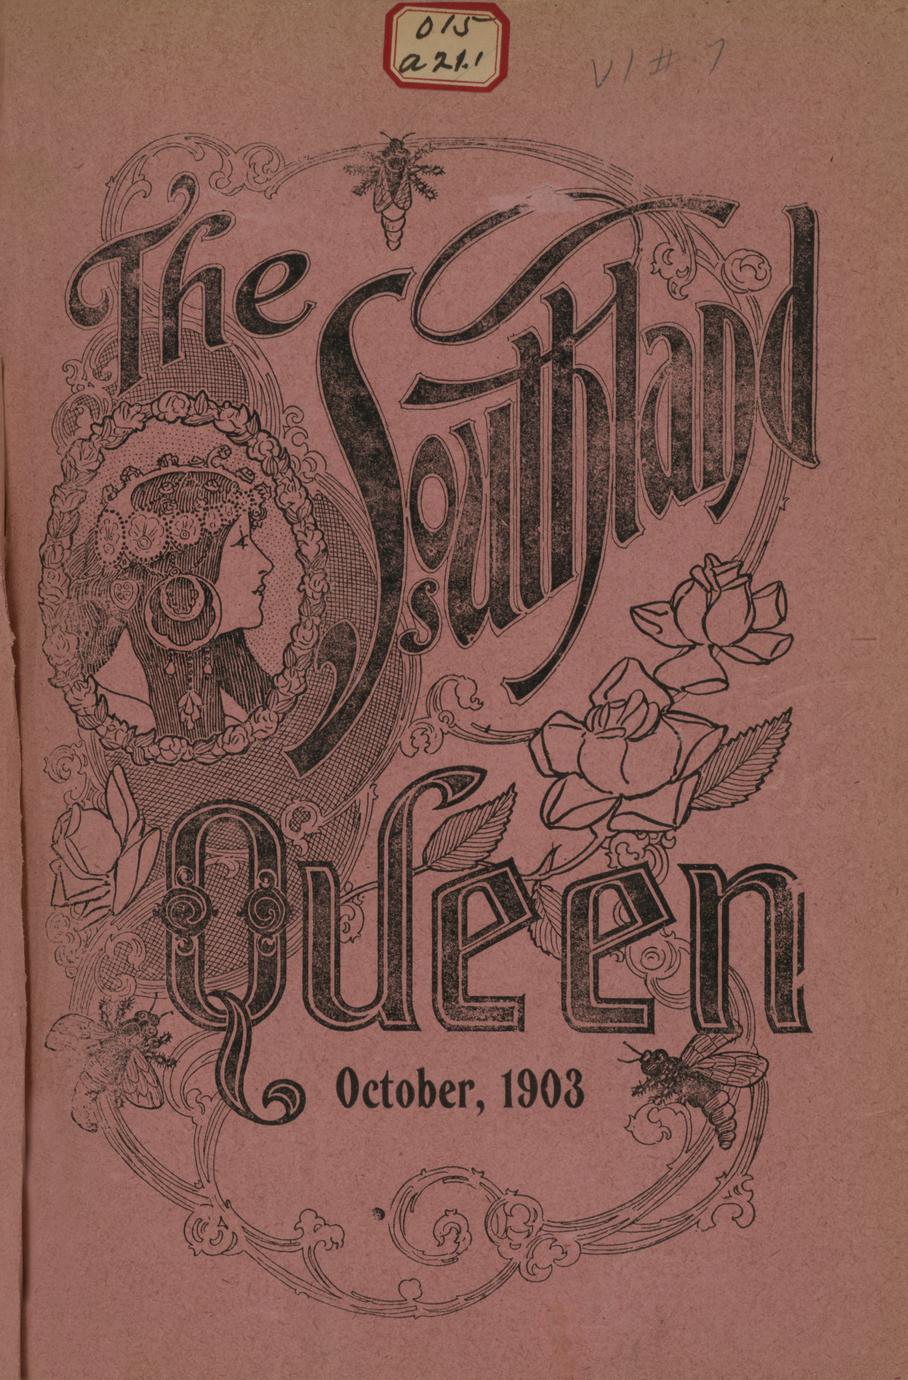 015
a21.1
V1 #.7
The
Southland
Queen
October, 1903